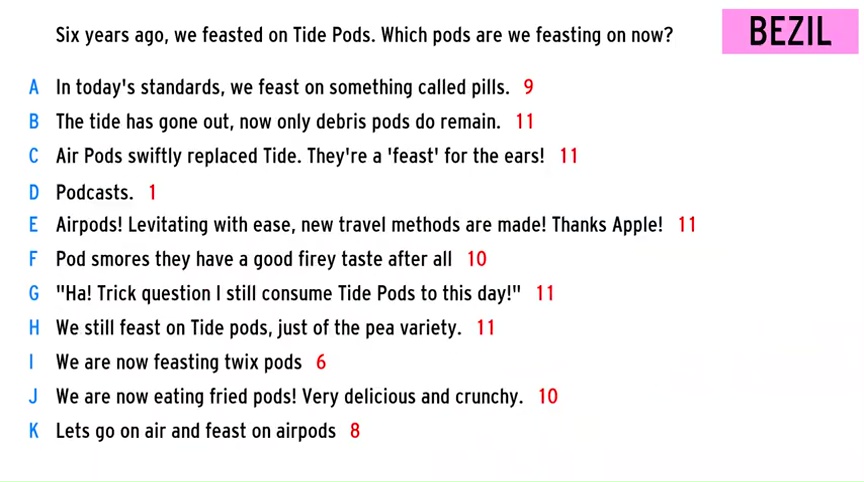 Six years ago, we feasted on Tide Pods. Which pods are we feasting on now?
BEZIL
A In today's standards, we feast on something called pills. 9
B The tide has gone out, now only debris pods do remain. 11
C Air Pods swiftly replaced Tide. They're a 'feast' for the ears! 11
D Podcasts. 1
E Airpods! Levitating with ease, new travel methods are made! Thanks Apple! 11
F Pod smores they have a good firey taste after all 10
G "Ha! Trick question I still consume Tide Pods to this day!" 11
H We still feast on Tide pods, just of the pea variety. 11
I We are now feasting twix pods 6
J We are now eating fried pods! Very delicious and crunchy. 10
K Lets go on air and feast on airpods 8